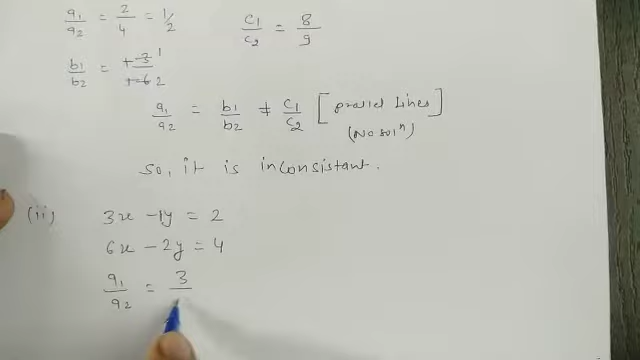 a1/a2 = 2/4 = 1/2
c1/c2 = 8/9
b1/b2 = +3 1/+6 2
a1/a2 = b1/b2 ≠ c1/c2 [parallel Lines]
(No solⁿ)
So, it is inconsistant.
(ii) 3x - 1y = 2
6x - 2y = 4
a1/a2 = 3/